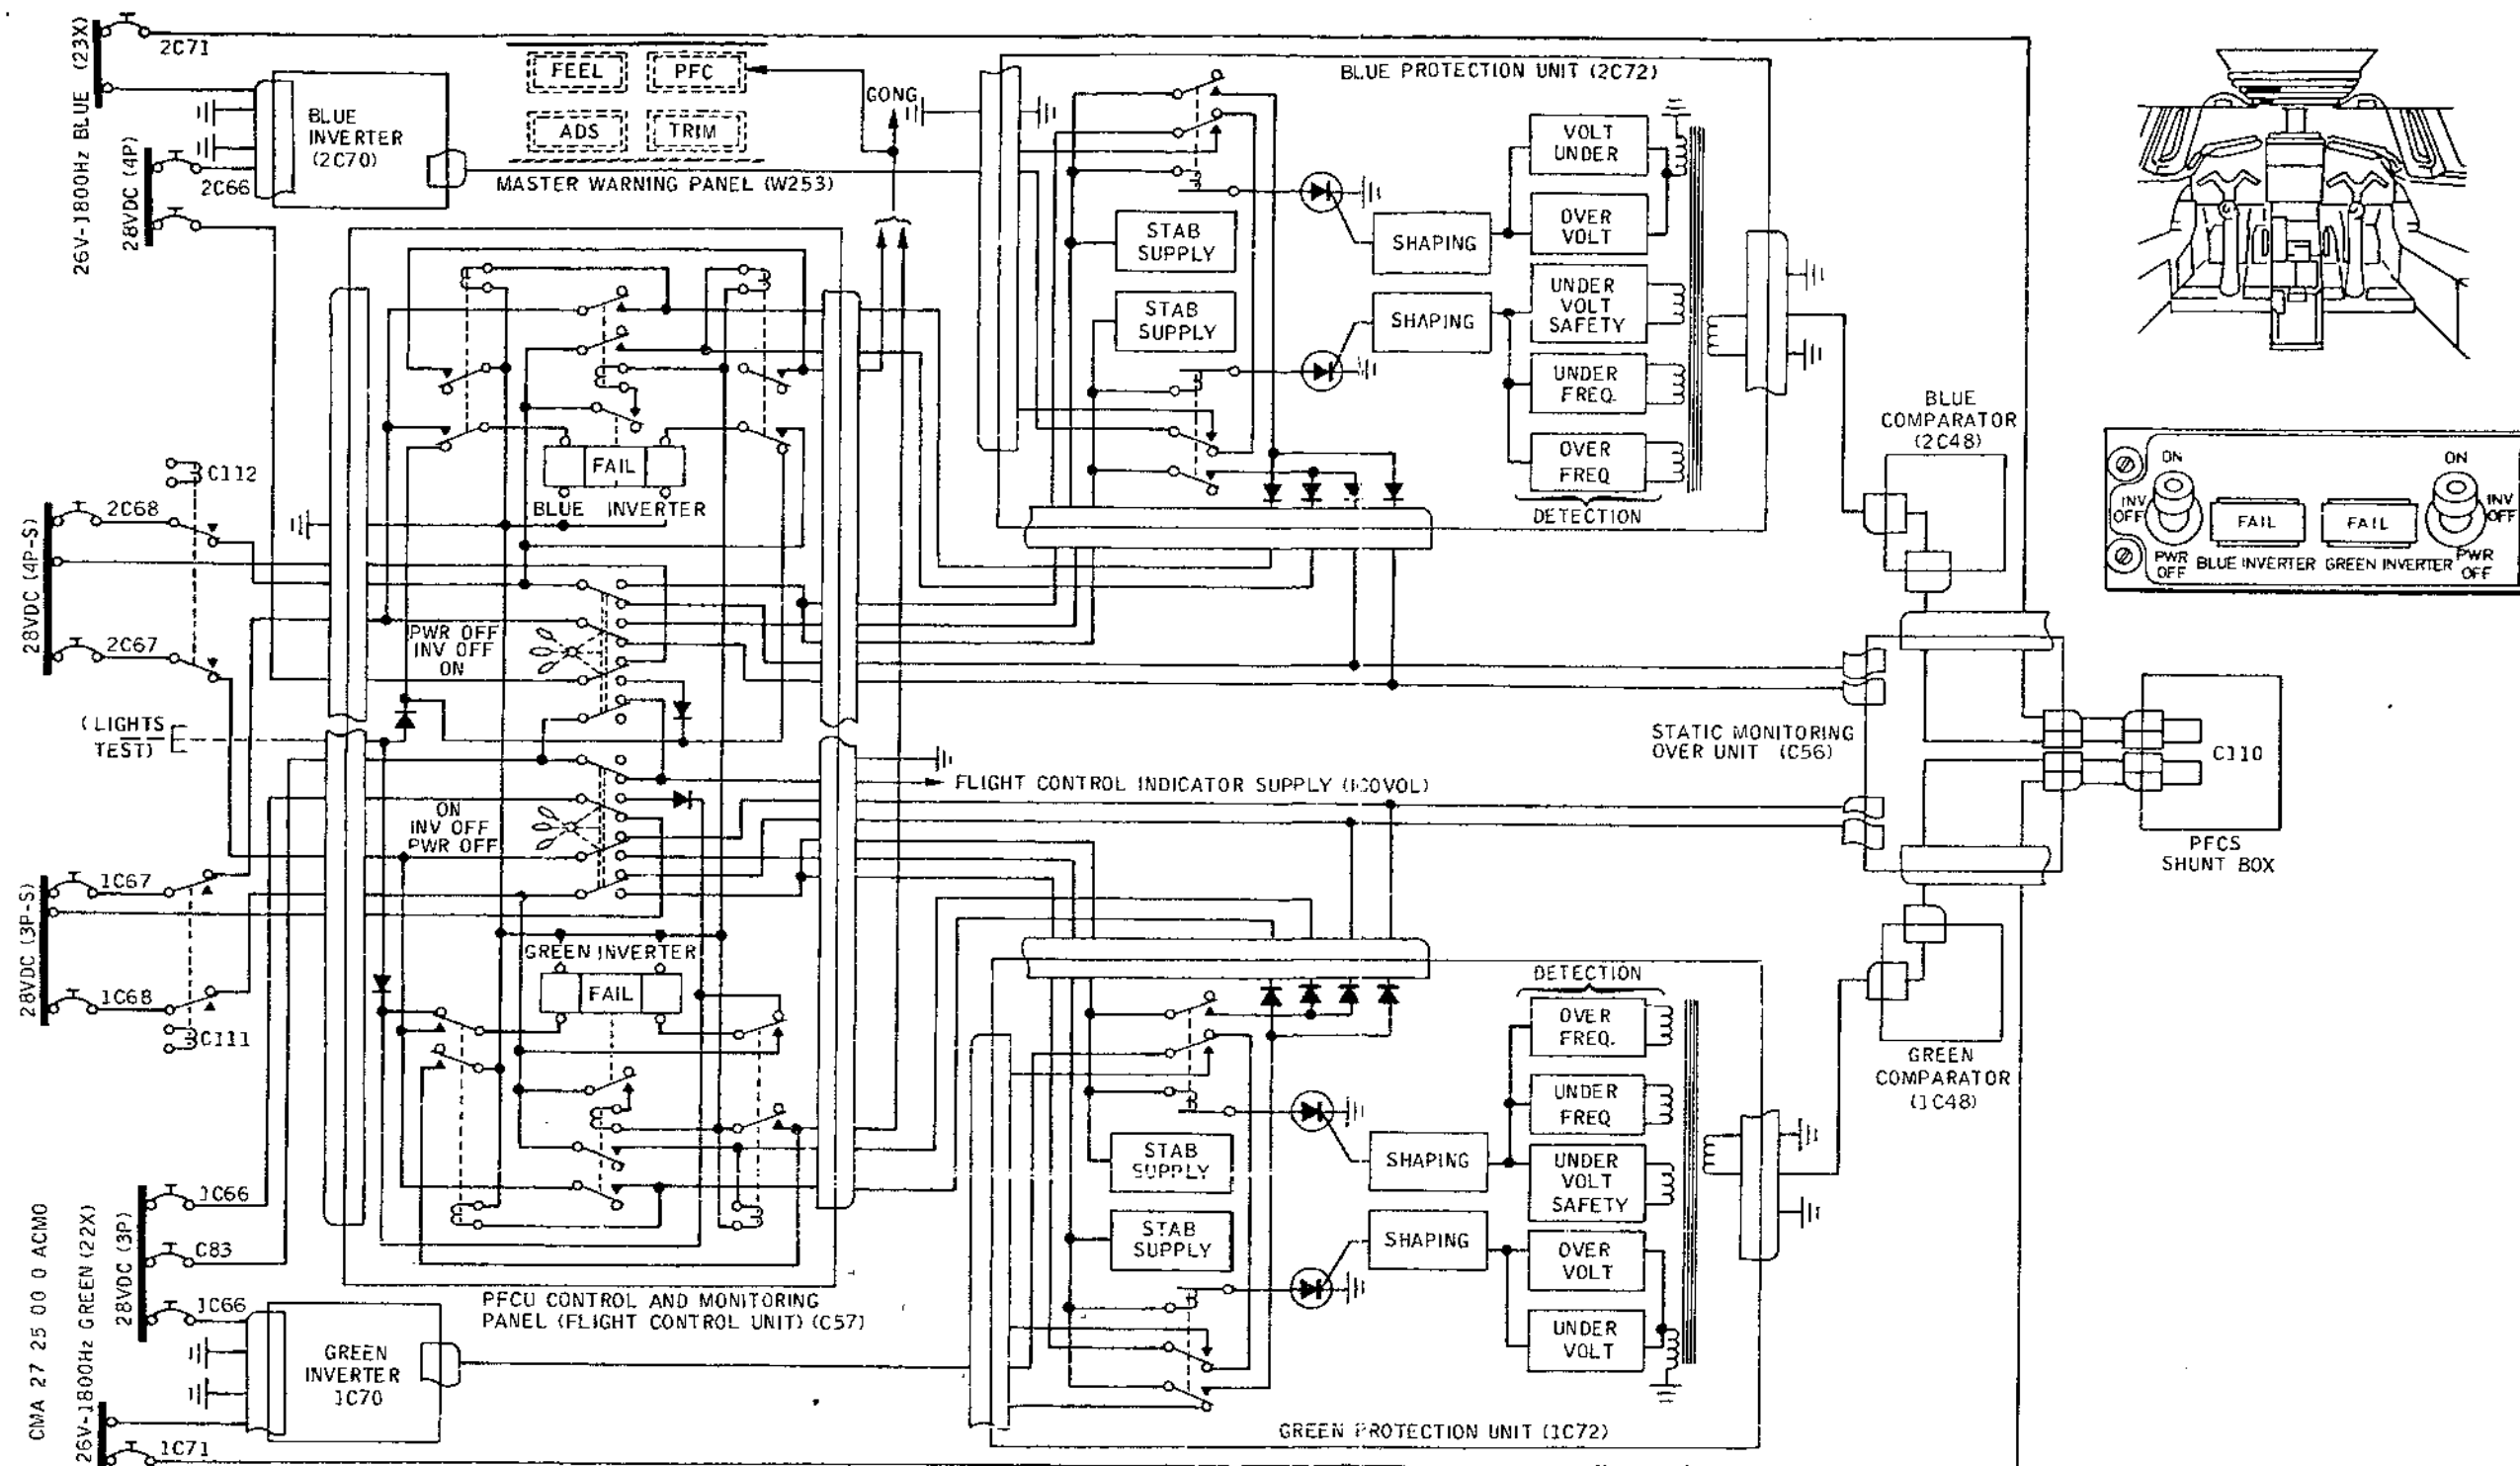 26V-1800Hz BLUE (23X)
2C71
28VDC (4P)
2C66
BLUE
INVERTER
(2C70)
FEEL
PFC
ADS
TRIM
MASTER WARNING PANEL (W253)
GONG
BLUE PROTECTION UNIT (2C72)
STAB
SUPPLY
STAB
SUPPLY
SHAPING
SHAPING
VOLT
UNDER
OVER
VOLT
UNDER
VOLT
SAFETY
UNDER
FREQ.
OVER
FREQ
DETECTION
BLUE
COMPARATOR
(2C48)
ON
INV
OFF
PWR
OFF
FAIL
BLUE INVERTER
FAIL
GREEN INVERTER
ON
INV
OFF
PWR
OFF
C112
28VDC (4P-S)
2C68
2C67
FAIL
BLUE INVERTER
PWR OFF
INV OFF
ON
(LIGHTS
TEST)
ON
INV OFF
PWR OFF
FLIGHT CONTROL INDICATOR SUPPLY
STATIC MONITORING
OVER UNIT (C56)
C110
PFCS
SHUNT BOX
28VDC (3P-S)
1C67
1C68
C111
GREEN INVERTER
FAIL
DETECTION
OVER
FREQ.
UNDER
FREQ
UNDER
VOLT
SAFETY
OVER
VOLT
UNDER
VOLT
SHAPING
SHAPING
STAB
SUPPLY
STAB
SUPPLY
GREEN
COMPARATOR
(1C48)
GREEN PROTECTION UNIT (1C72)
PFCU CONTROL AND MONITORING
PANEL (FLIGHT CONTROL UNIT) (C57)
28VDC (3P)
1C66
C83
1C66
GREEN
INVERTER
1C70
26V-1800Hz GREEN (22X)
1C71
CMA 27 25 00 0 ACMO